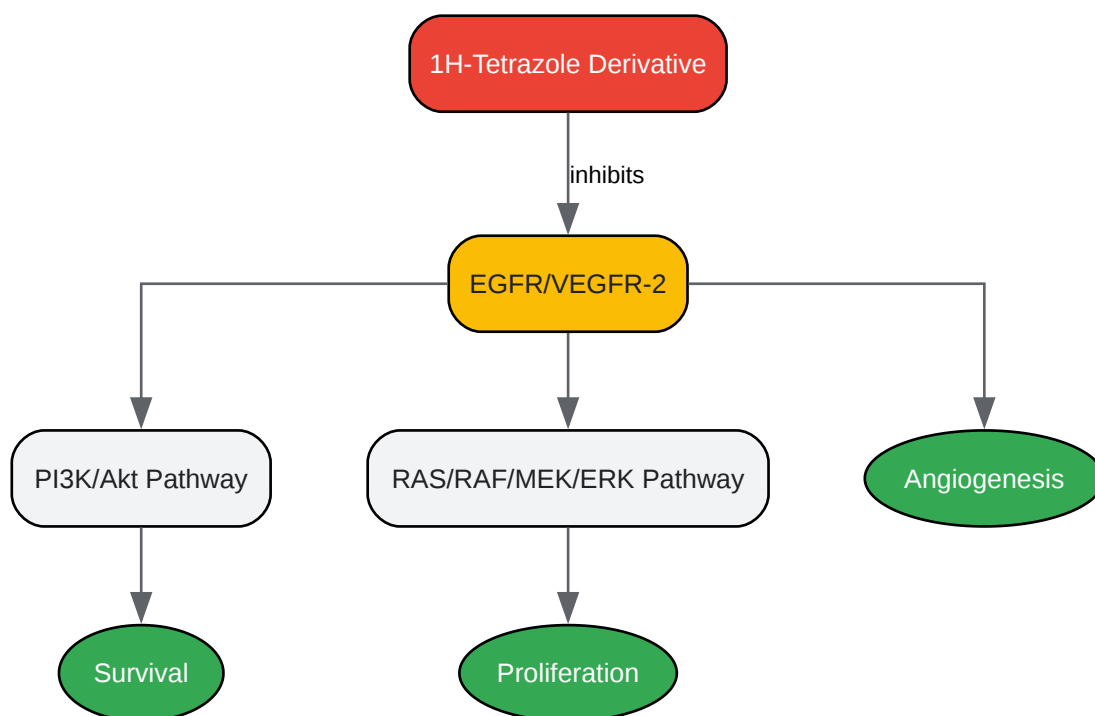 1H-Tetrazole Derivative
inhibits
EGFR/VEGFR-2
PI3K/Akt Pathway
RAS/RAF/MEK/ERK Pathway
Angiogenesis
Survival
Proliferation